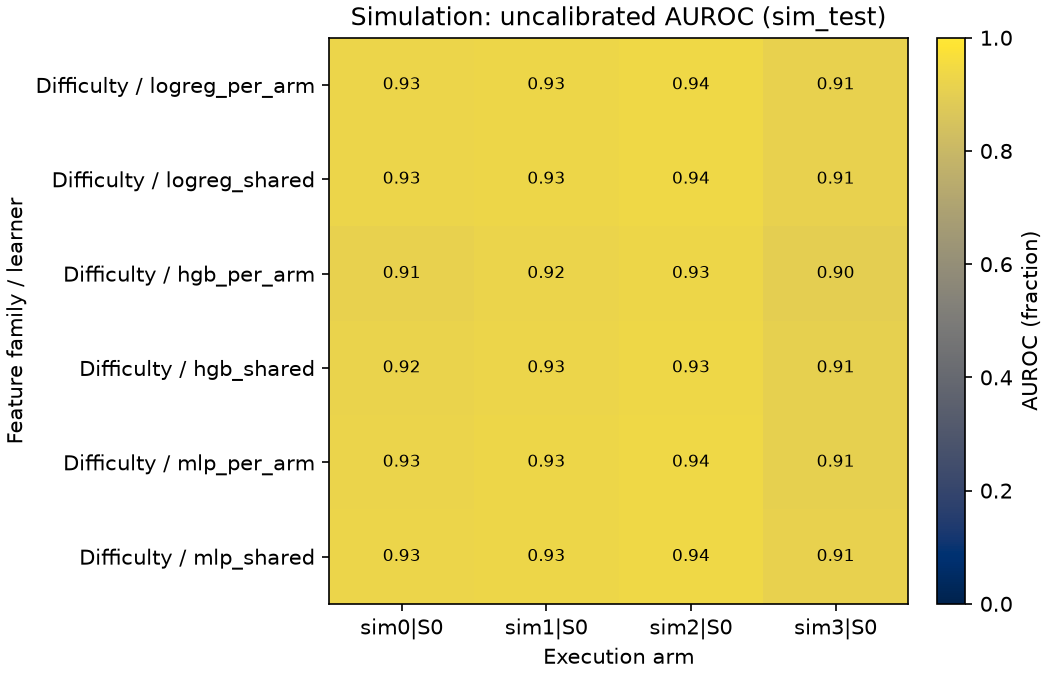 Simulation: uncalibrated AUROC (sim_test)
Feature family / learner
Difficulty / logreg_per_arm 0.93 0.93 0.94 0.91
Difficulty / logreg_shared 0.93 0.93 0.94 0.91
Difficulty / hgb_per_arm 0.91 0.92 0.93 0.90
Difficulty / hgb_shared 0.92 0.93 0.93 0.91
Difficulty / mlp_per_arm 0.93 0.93 0.94 0.91
Difficulty / mlp_shared 0.93 0.93 0.94 0.91
sim0|S0 sim1|S0 sim2|S0 sim3|S0
Execution arm
1.0
0.8
0.6
0.4
0.2
0.0
AUROC (fraction)